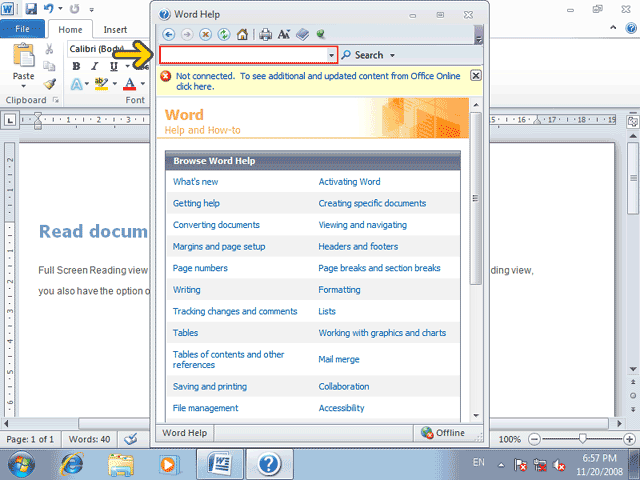 Word Help
File
Home
Insert
Calibri (Body)
Search
Paste
B I U
Clipboard
Font
Not connected. To see additional and updated content from Office Online
click here.
Word
Help and How-to
Browse Word Help
What's new
Activating Word
Getting help
Creating specific documents
Converting documents
Viewing and navigating
Margins and page setup
Headers and footers
Page numbers
Page breaks and section breaks
Writing
Formatting
Tracking changes and comments
Lists
Tables
Working with graphics and charts
Tables of contents and other
references
Mail merge
Saving and printing
Collaboration
File management
Accessibility
Read docum
Full Screen Reading view
ding view,
you also have the option o
Word Help
Offline
Page: 1 of 1
Words: 40
100%
EN
6:57 PM
11/20/2008